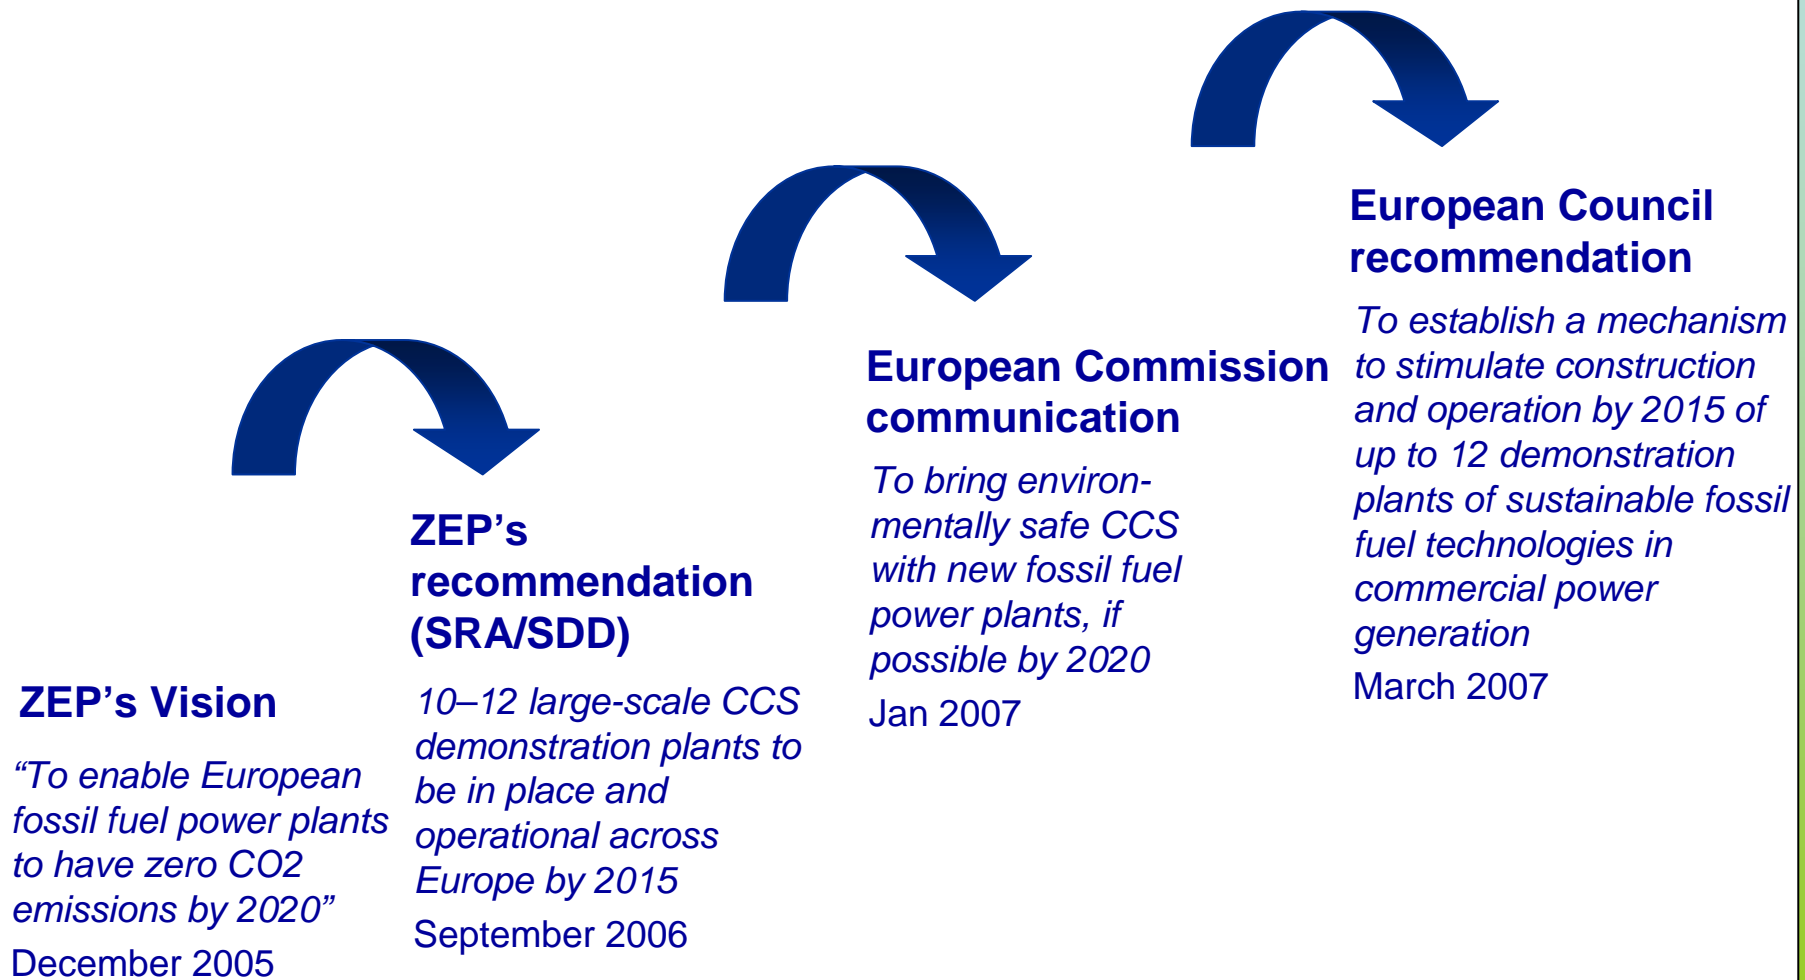 ZEP’s Vision
“To enable European
fossil fuel power plants
to have zero CO2
emissions by 2020”
December 2005
ZEP’s
recommendation
(SRA/SDD)
10–12 large-scale CCS
demonstration plants to
be in place and
operational across
Europe by 2015
September 2006
European Commission
communication
To bring environ-
mentally safe CCS
with new fossil fuel
power plants, if
possible by 2020
Jan 2007
European Council
recommendation
To establish a mechanism
to stimulate construction
and operation by 2015 of
up to 12 demonstration
plants of sustainable fossil
fuel technologies in
commercial power
generation
March 2007